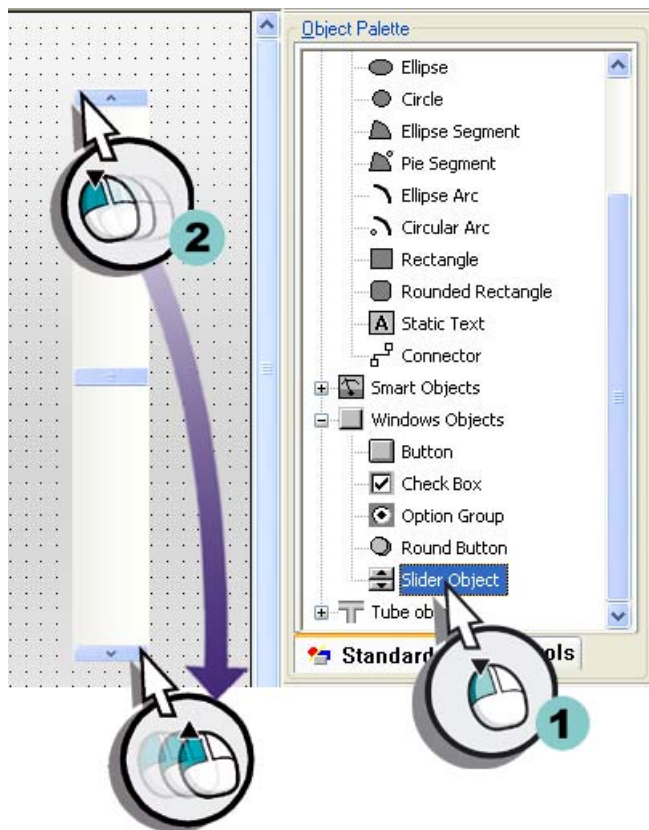 Object Palette
Ellipse
Circle
Ellipse Segment
Pie Segment
Ellipse Arc
Circular Arc
Rectangle
Rounded Rectangle
A Static Text
Connector
Smart Objects
Windows Objects
Button
Check Box
Option Group
Round Button
Slider Object
Tube ob
Standard ols
2
1